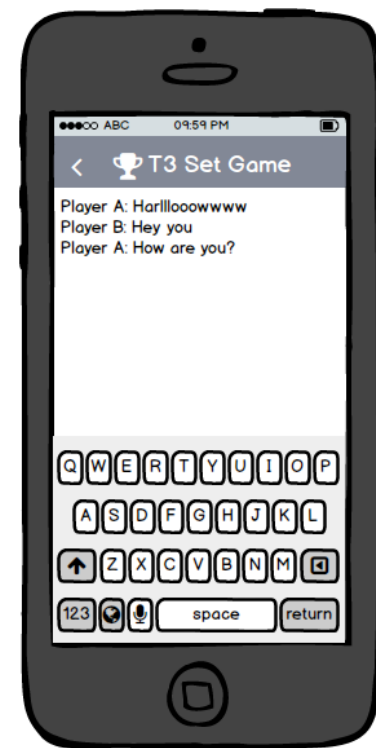 ABC 09:59 PM
T3 Set Game
Player A: Harlllooowwww
Player B: Hey you
Player A: How are you?
Q W E R T Y U I O P
A S D F G H J K L
Z X C V B N M
123 space return